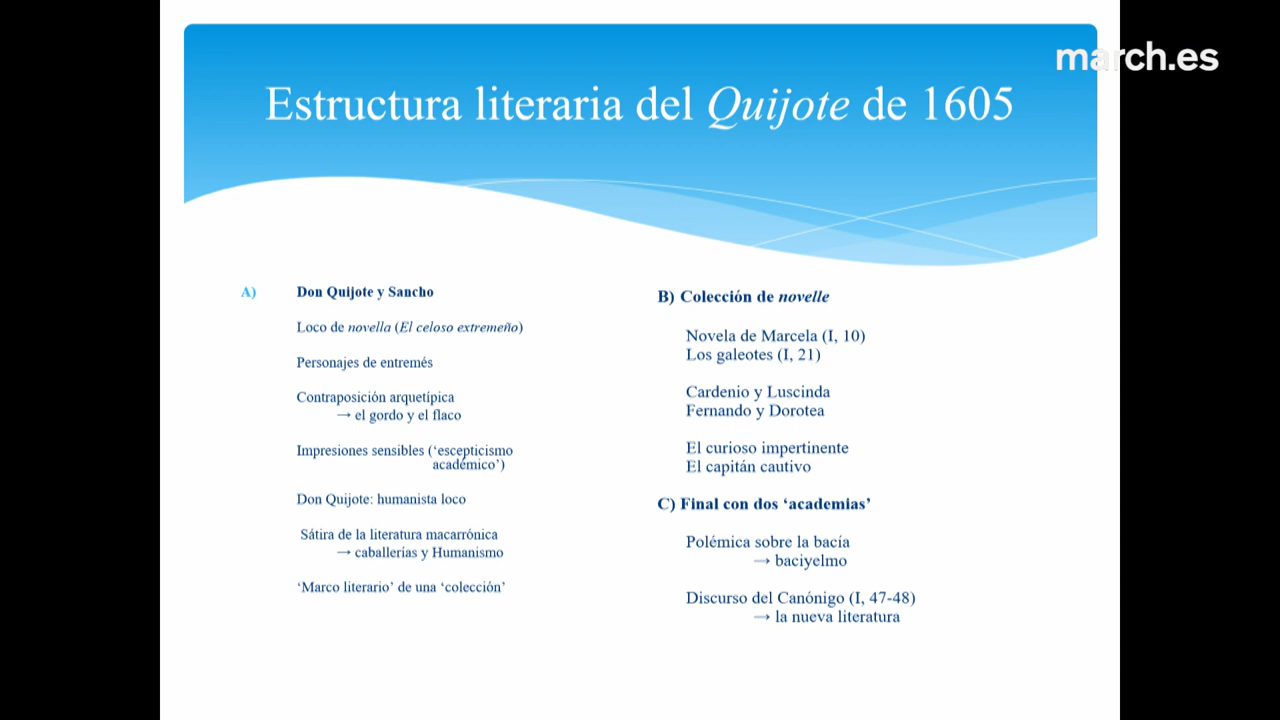 march.es
Estructura literaria del Quijote de 1605
A) Don Quijote y Sancho
Loco de novella (El celoso extremeño)
Personajes de entremés
Contraposición arquetípica
→ el gordo y el flaco
Impresiones sensibles (‘escepticismo
académico’)
Don Quijote: humanista loco
Sátira de la literatura macarrónica
→ caballerías y Humanismo
‘Marco literario’ de una ‘colección’
B) Colección de novelle
Novela de Marcela (I, 10)
Los galeotes (I, 21)
Cardenio y Luscinda
Fernando y Dorotea
El curioso impertinente
El capitán cautivo
C) Final con dos ‘academias’
Polémica sobre la bacía
→ baciyelmo
Discurso del Canónigo (I, 47-48)
→ la nueva literatura